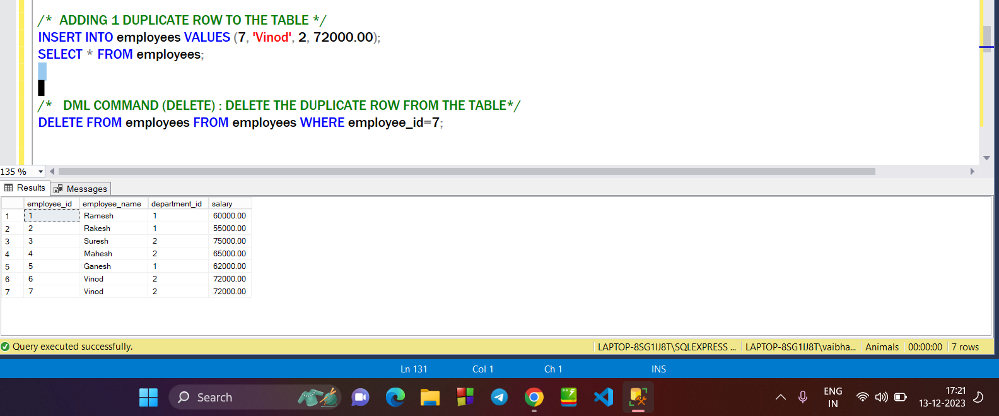 /*  ADDING 1 DUPLICATE ROW TO THE TABLE */
INSERT INTO employees VALUES (7, 'Vinod', 2, 72000.00);
SELECT * FROM employees;
/*   DML COMMAND (DELETE) : DELETE THE DUPLICATE ROW FROM THE TABLE*/
DELETE FROM employees FROM employees WHERE employee_id=7;
135 %
Results Messages
employee_id employee_name department_id salary
1 1 Ramesh 1 60000.00
2 2 Rakesh 1 55000.00
3 3 Suresh 2 75000.00
4 4 Mahesh 2 65000.00
5 5 Ganesh 1 62000.00
6 6 Vinod 2 72000.00
7 7 Vinod 2 72000.00
Query executed successfully. LAPTOP-8SG1IJ8T\SQLEXPRESS ... LAPTOP-8SG1IJ8T\vaibha... Animals 00:00:00 7 rows
Ln 131 Col 1 Ch 1 INS
Search ENG 17:21
IN 13-12-2023